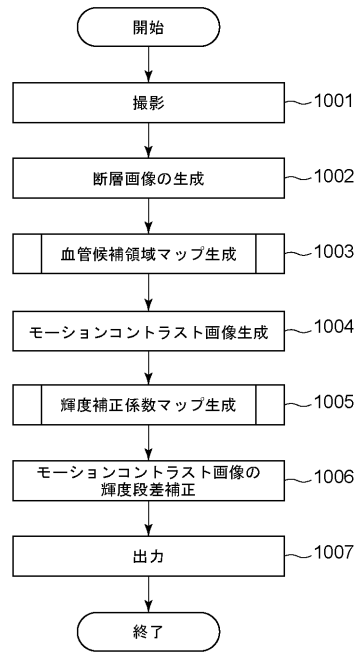 開始
撮影
1001
断層画像の生成
1002
血管候補領域マップ生成
1003
モーションコントラスト画像生成
1004
輝度補正係数マップ生成
1005
モーションコントラスト画像の
輝度段差補正
1006
出力
1007
終了